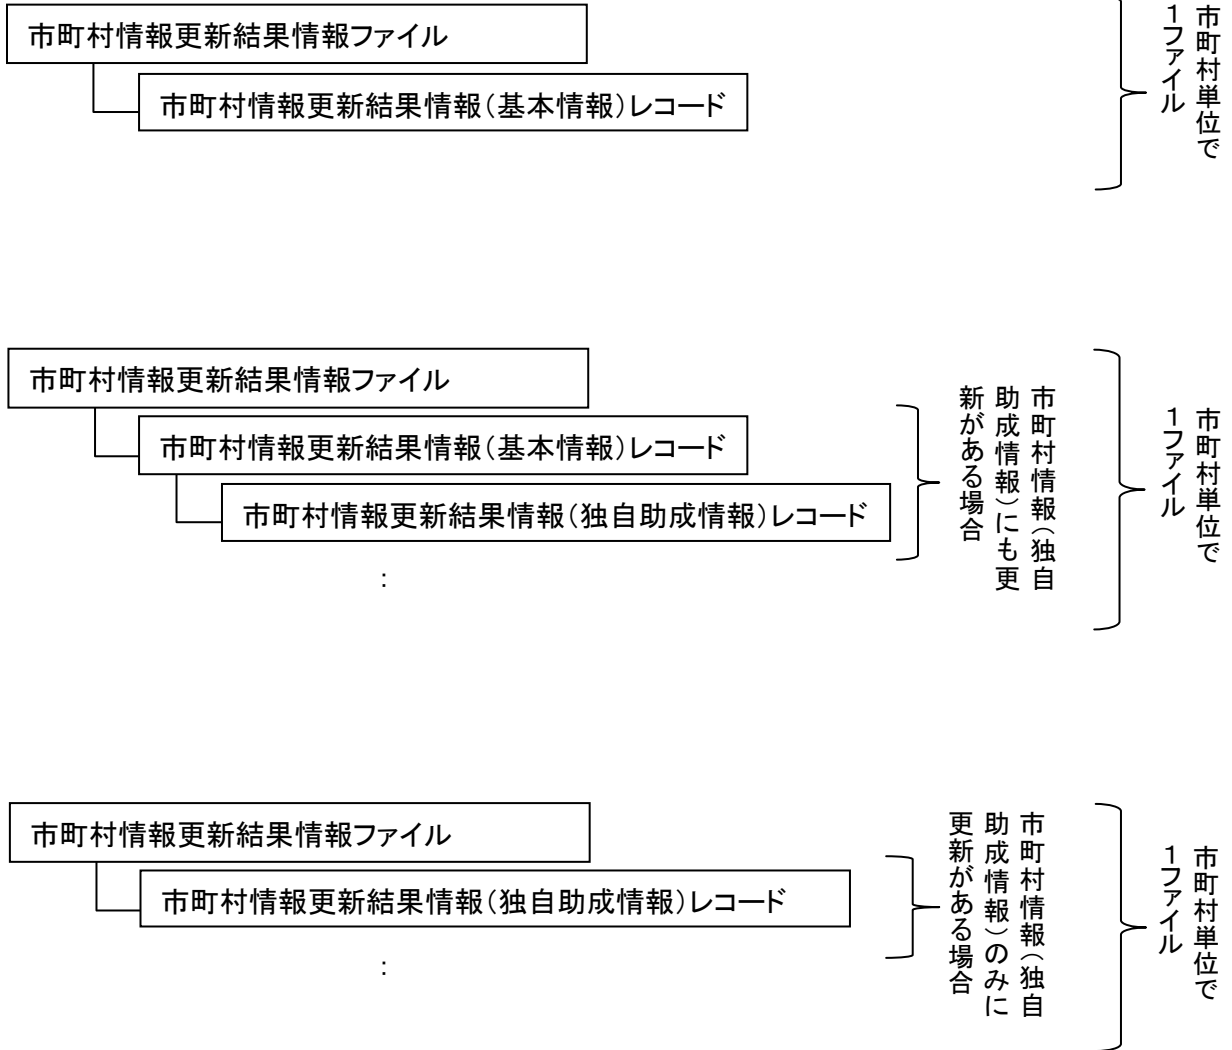 市町村情報更新結果情報ファイル
市町村情報更新結果情報（基本情報）レコード
市町村単位で
１ファイル
市町村情報更新結果情報ファイル
市町村情報更新結果情報（基本情報）レコード
市町村情報更新結果情報（独自助成情報）レコード
：
市町村情報（独自
助成情報）にも更
新がある場合
市町村単位で
１ファイル
市町村情報更新結果情報ファイル
市町村情報更新結果情報（独自助成情報）レコード
：
市町村情報（独自
助成情報）のみに
更新がある場合
市町村単位で
１ファイル